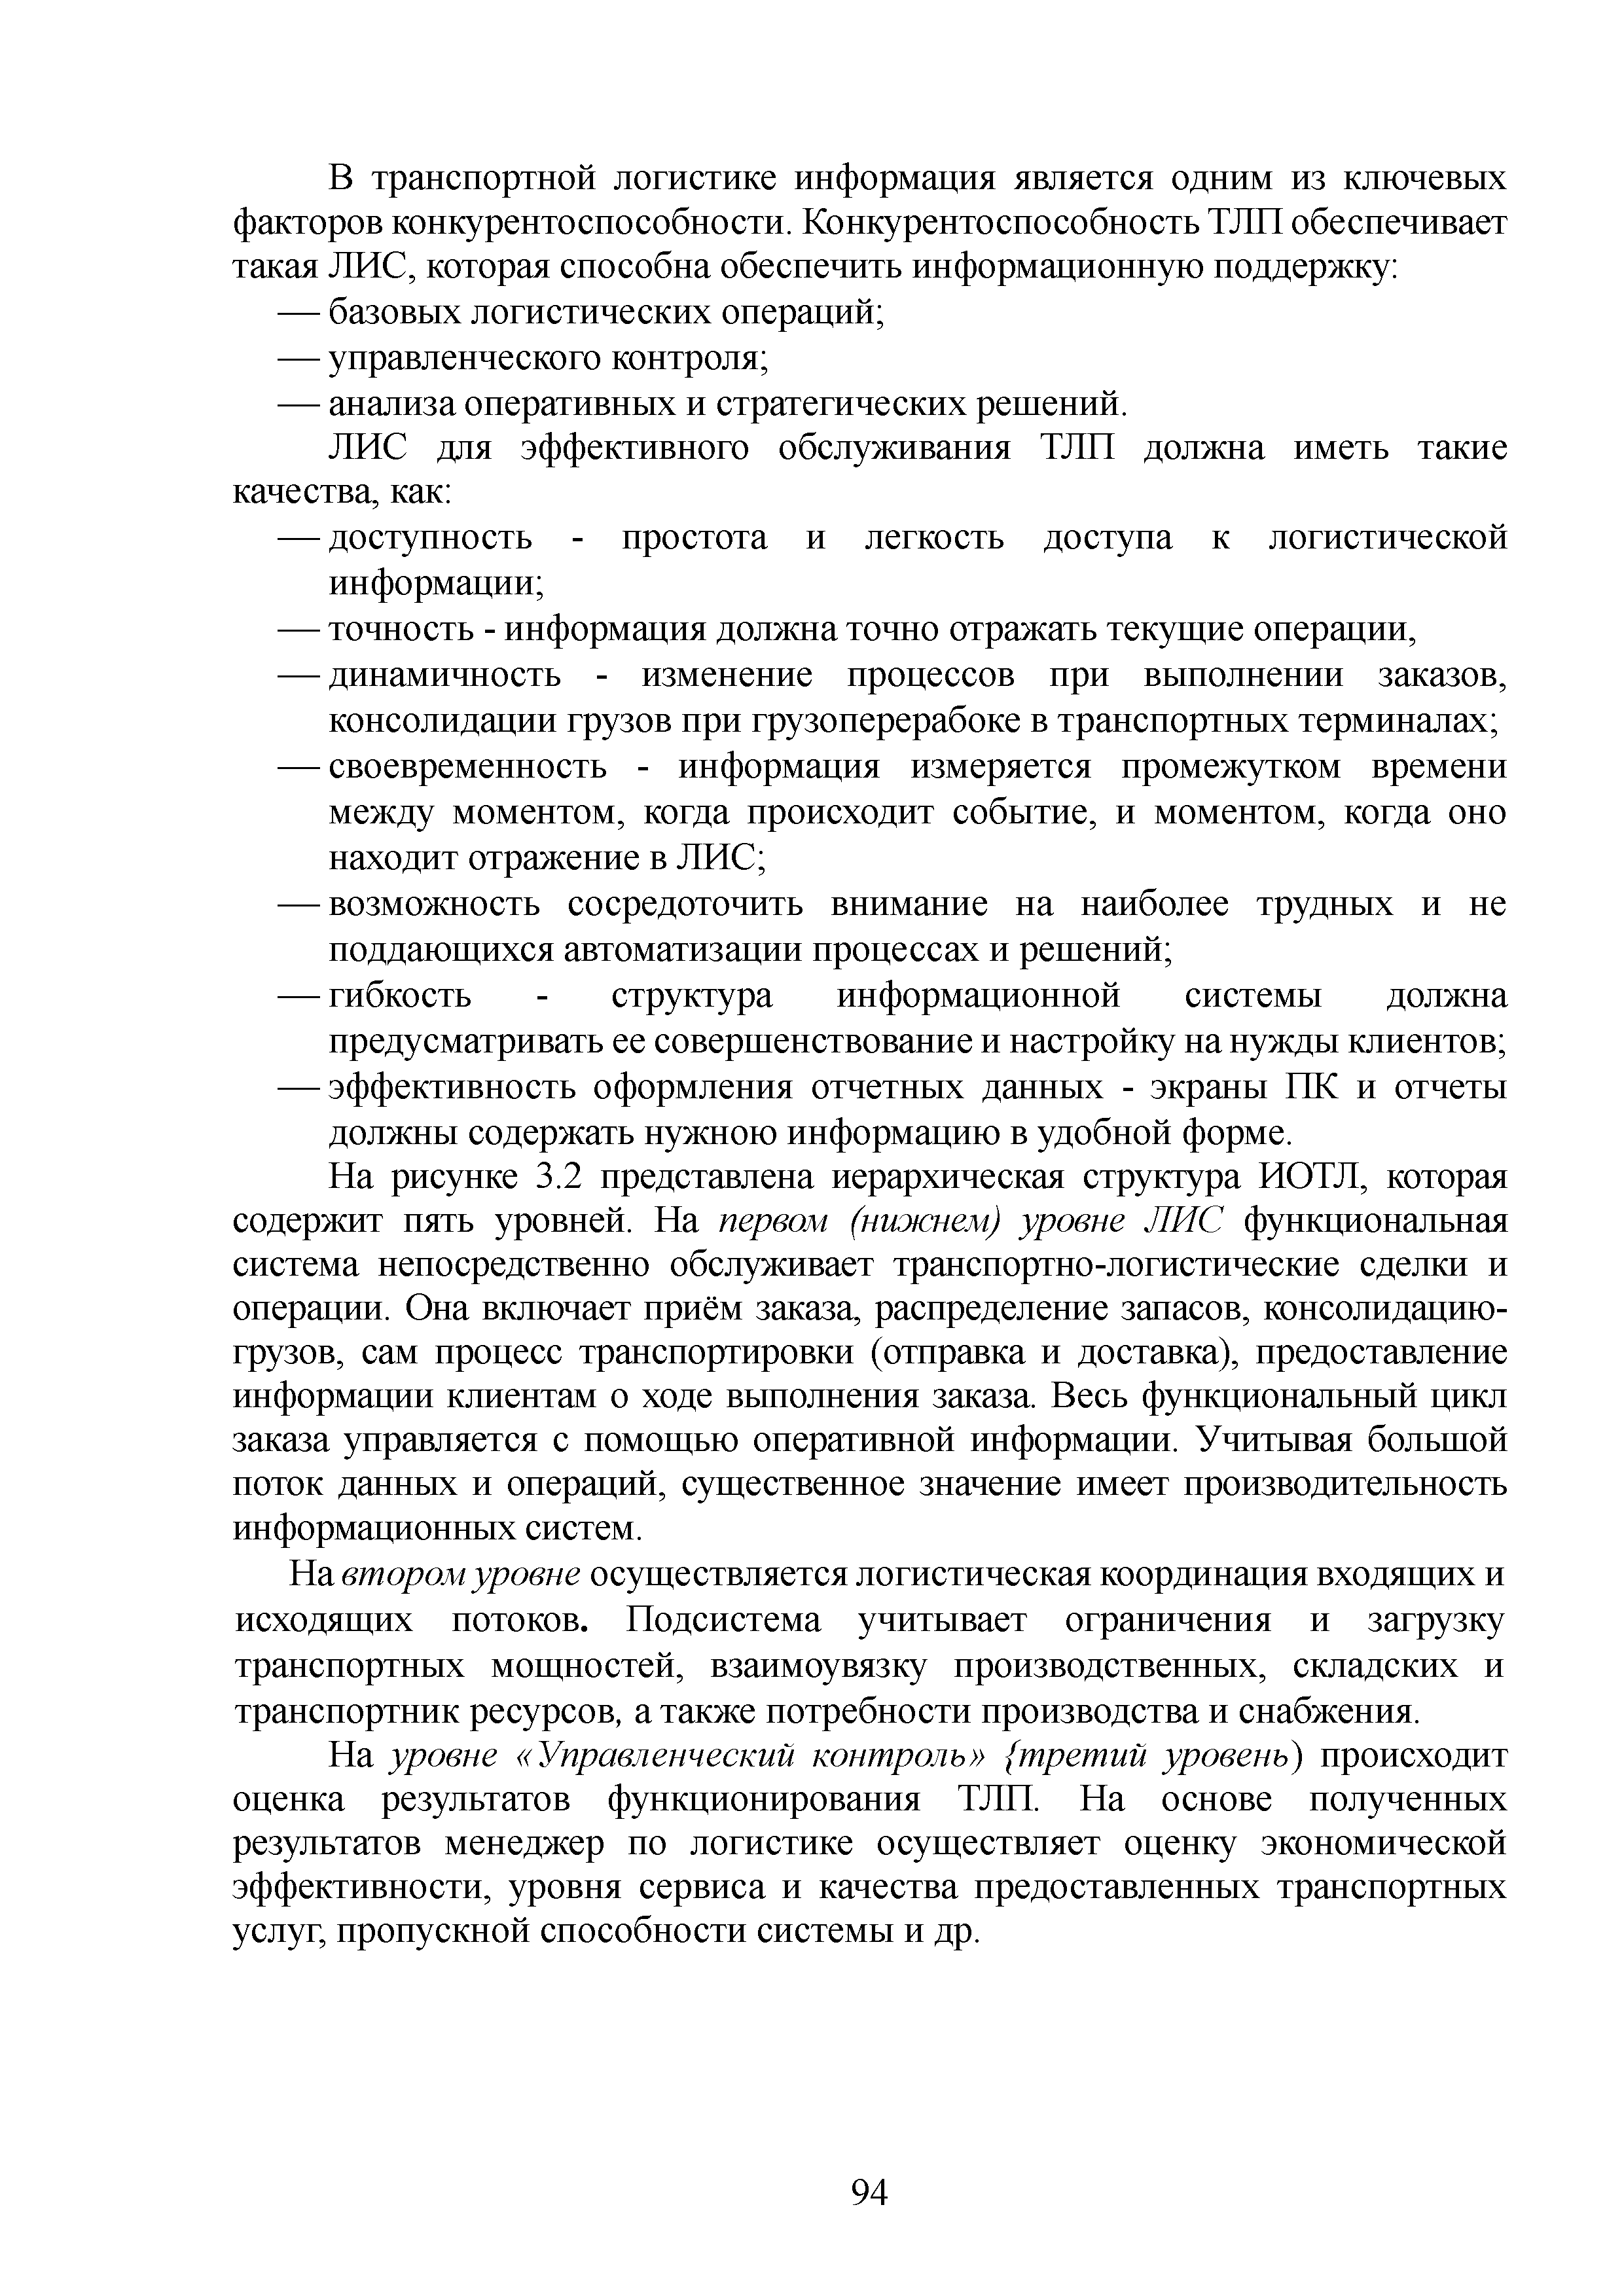 В транспортной логистике информация является одним из ключевых
факторов конкурентоспособности. Конкурентоспособность ТЛП обеспечивает
такая ЛИС, которая способна обеспечить информационную поддержку:
— базовых логистических операций;
— управленческого контроля;
— анализа оперативных и стратегических решений.
ЛИС для эффективного обслуживания ТЛП должна иметь такие
качества, как:
— доступность - простота и легкость доступа к логистической
информации;
— точность - информация должна точно отражать текущие операции,
— динамичность - изменение процессов при выполнении заказов,
консолидации грузов при грузоперерабоке в транспортных терминалах;
— своевременность - информация измеряется промежутком времени
между моментом, когда происходит событие, и моментом, когда оно
находит отражение в ЛИС;
— возможность сосредоточить внимание на наиболее трудных и не
поддающихся автоматизации процессах и решений;
— гибкость - структура информационной системы должна
предусматривать ее совершенствование и настройку на нужды клиентов;
— эффективность оформления отчетных данных - экраны ПК и отчеты
должны содержать нужною информацию в удобной форме.
На рисунке 3.2 представлена иерархическая структура ИОТЛ, которая
содержит пять уровней. На первом (нижнем) уровне ЛИС функциональная
система непосредственно обслуживает транспортно-логистические сделки и
операции. Она включает приём заказа, распределение запасов, консолидацию-
грузов, сам процесс транспортировки (отправка и доставка), предоставление
информации клиентам о ходе выполнения заказа. Весь функциональный цикл
заказа управляется с помощью оперативной информации. Учитывая большой
поток данных и операций, существенное значение имеет производительность
информационных систем.
На втором уровне осуществляется логистическая координация входящих и
исходящих потоков. Подсистема учитывает ограничения и загрузку
транспортных мощностей, взаимоувязку производственных, складских и
транспортник ресурсов, а также потребности производства и снабжения.
На уровне «Управленческий контроль» {третий уровень) происходит
оценка результатов функционирования ТЛП. На основе полученных
результатов менеджер по логистике осуществляет оценку экономической
эффективности, уровня сервиса и качества предоставленных транспортных
услуг, пропускной способности системы и др.
94